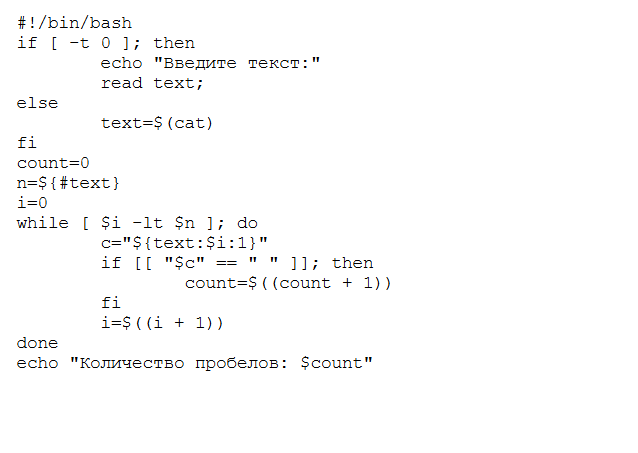 #!/bin/bash
if [ -t 0 ]; then
        echo "Введите текст:"
        read text;
else
        text=$(cat)
fi
count=0
n=${#text}
i=0
while [ $i -lt $n ]; do
        c="${text:$i:1}"
        if [[ "$c" == " " ]]; then
                count=$((count + 1))
        fi
        i=$((i + 1))
done
echo "Количество пробелов: $count"